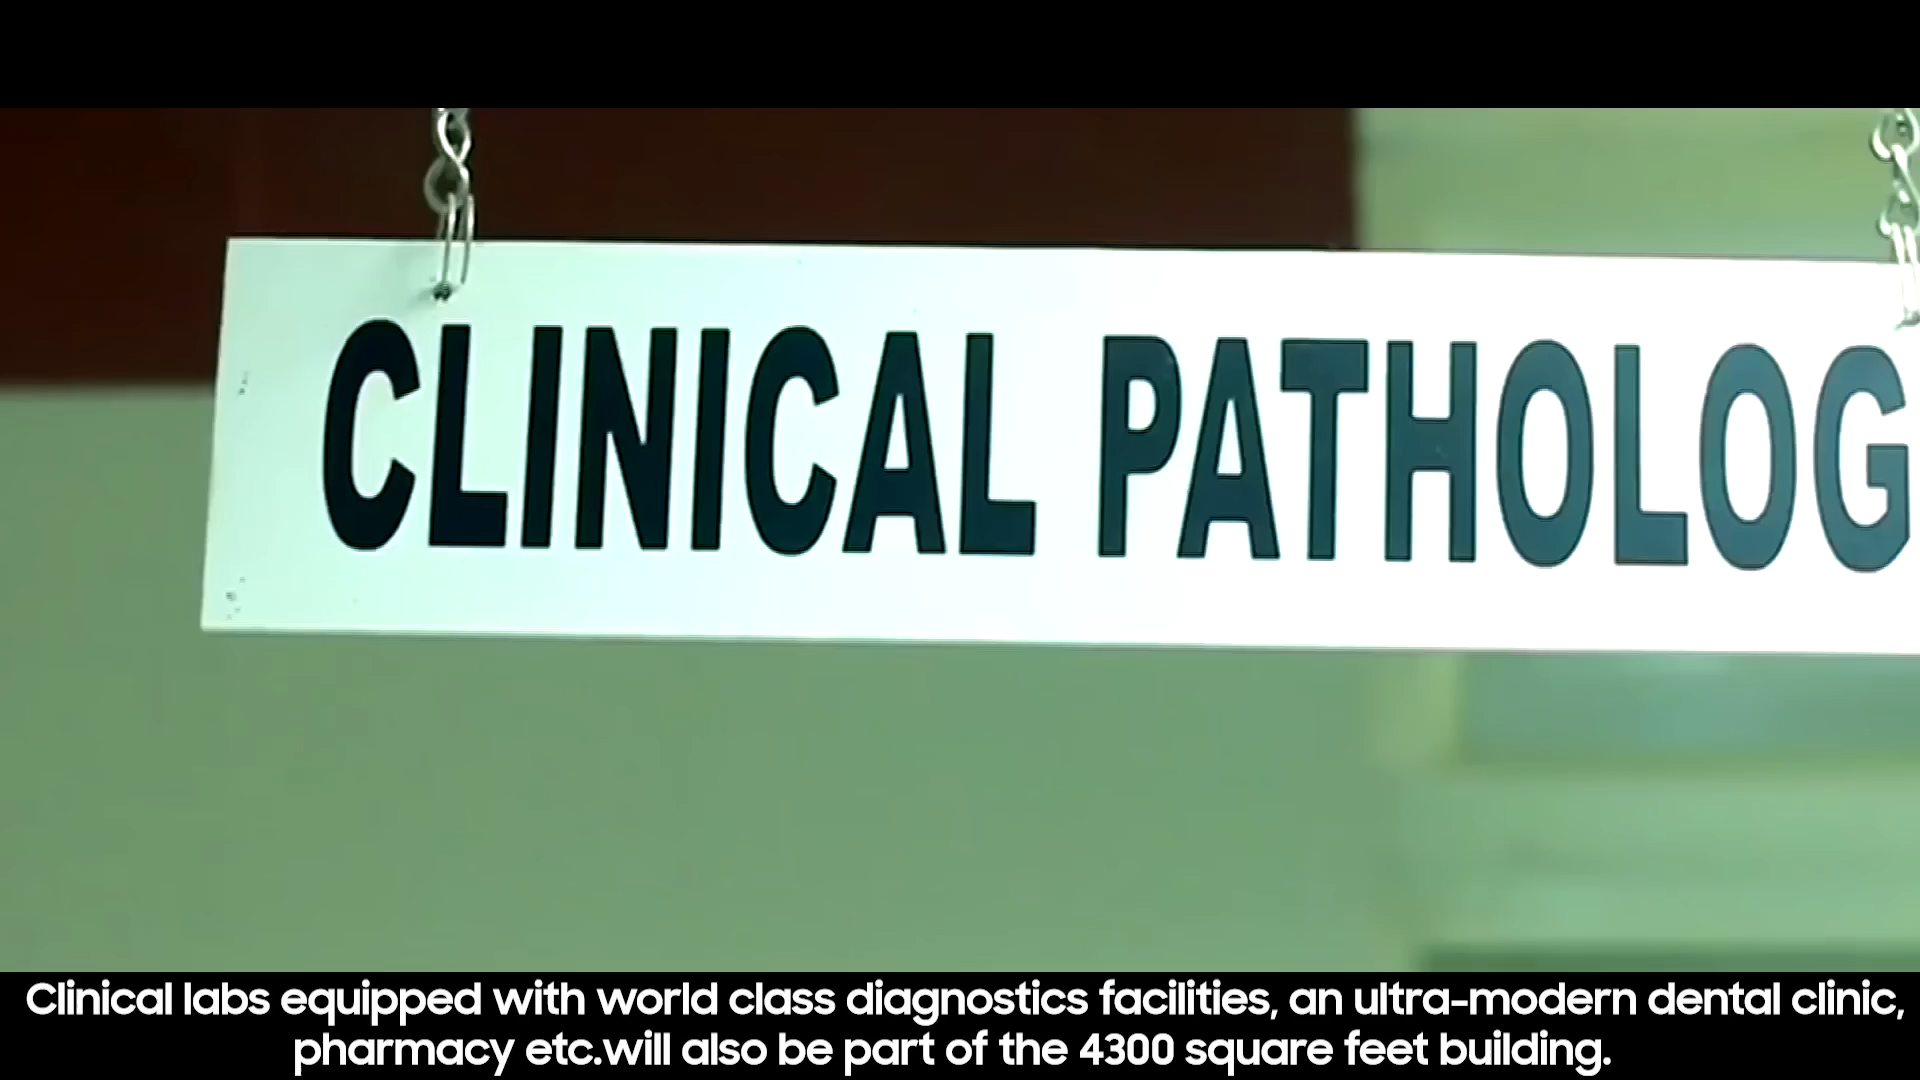 CLINICAL PATHOLOG
Clinical labs equipped with world class diagnostics facilities, an ultra-modern dental clinic,
pharmacy etc.will also be part of the 4300 square feet building.